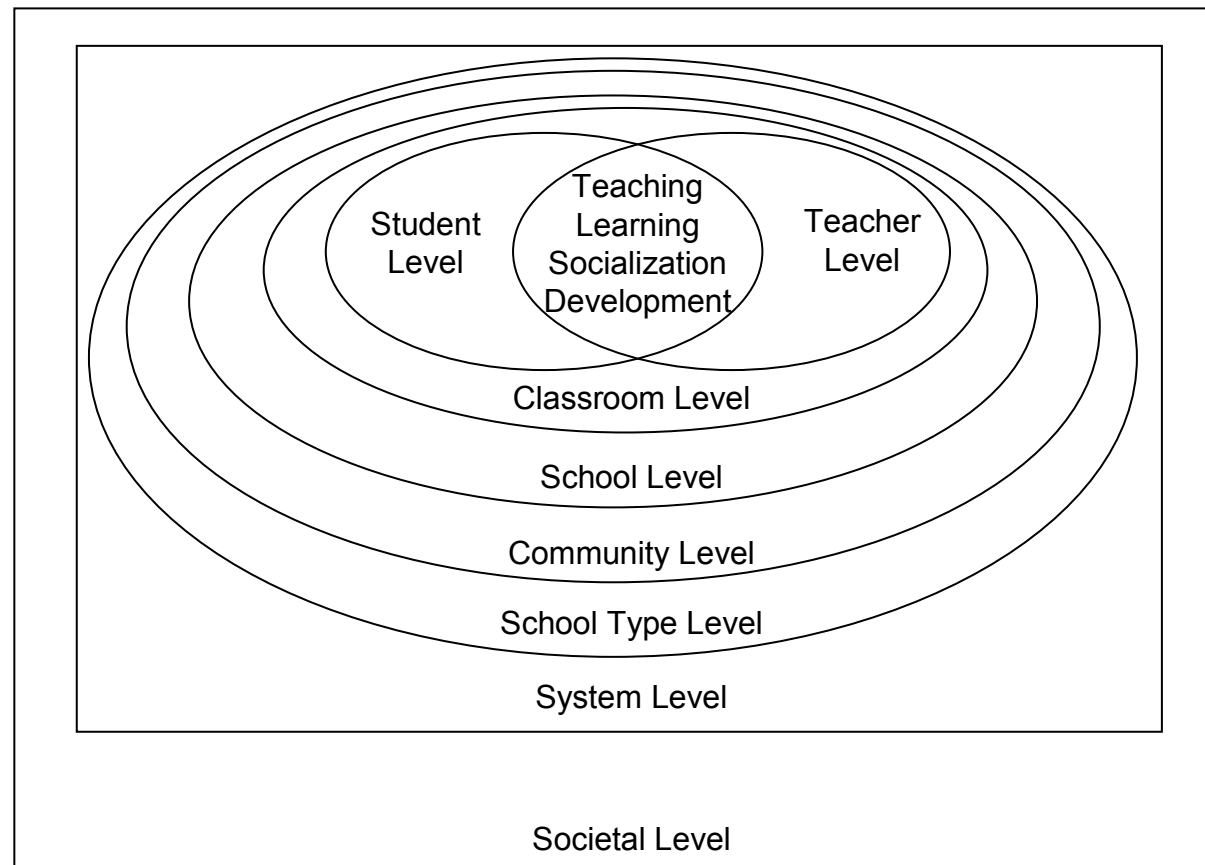 Student
Level
Teaching
Learning
Socialization
Development
Teacher
Level
Classroom Level
School Level
Community Level
School Type Level
System Level
Societal Level